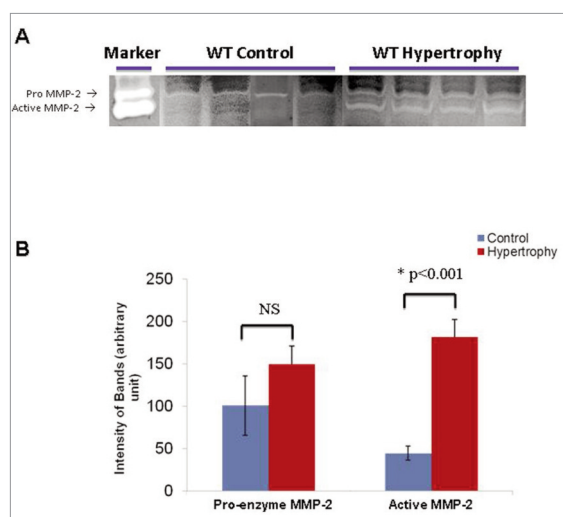 A
Marker WT Control WT Hypertrophy
Pro MMP-2 →
Active MMP-2 →
B
Control
Hypertrophy
* p<0.001
NS
Intensity of Bands (arbitrary
unit)
250
200
150
100
50
0
Pro-enzyme MMP-2 Active MMP-2